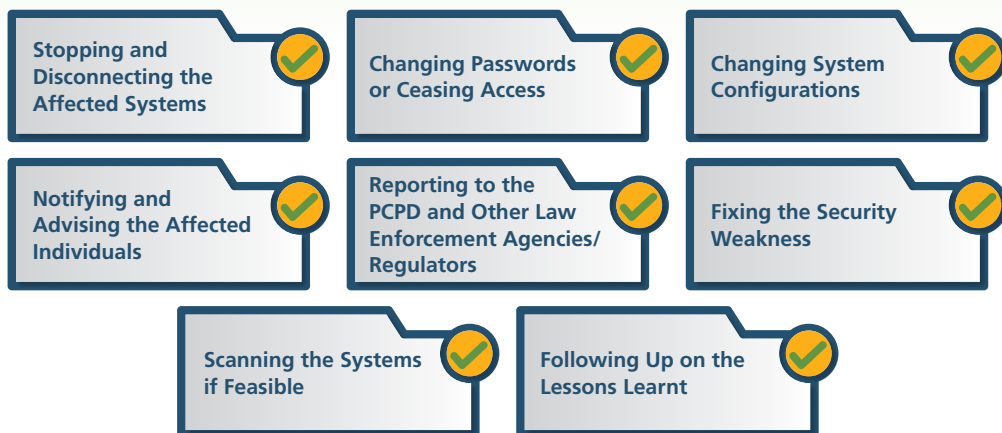 Stopping and
Disconnecting the
Affected Systems
Changing Passwords
or Ceasing Access
Changing System
Configurations
Notifying and
Advising the Affected
Individuals
Reporting to the
PCPD and Other Law
Enforcement Agencies/
Regulators
Fixing the Security
Weakness
Scanning the Systems
if Feasible
Following Up on the
Lessons Learnt